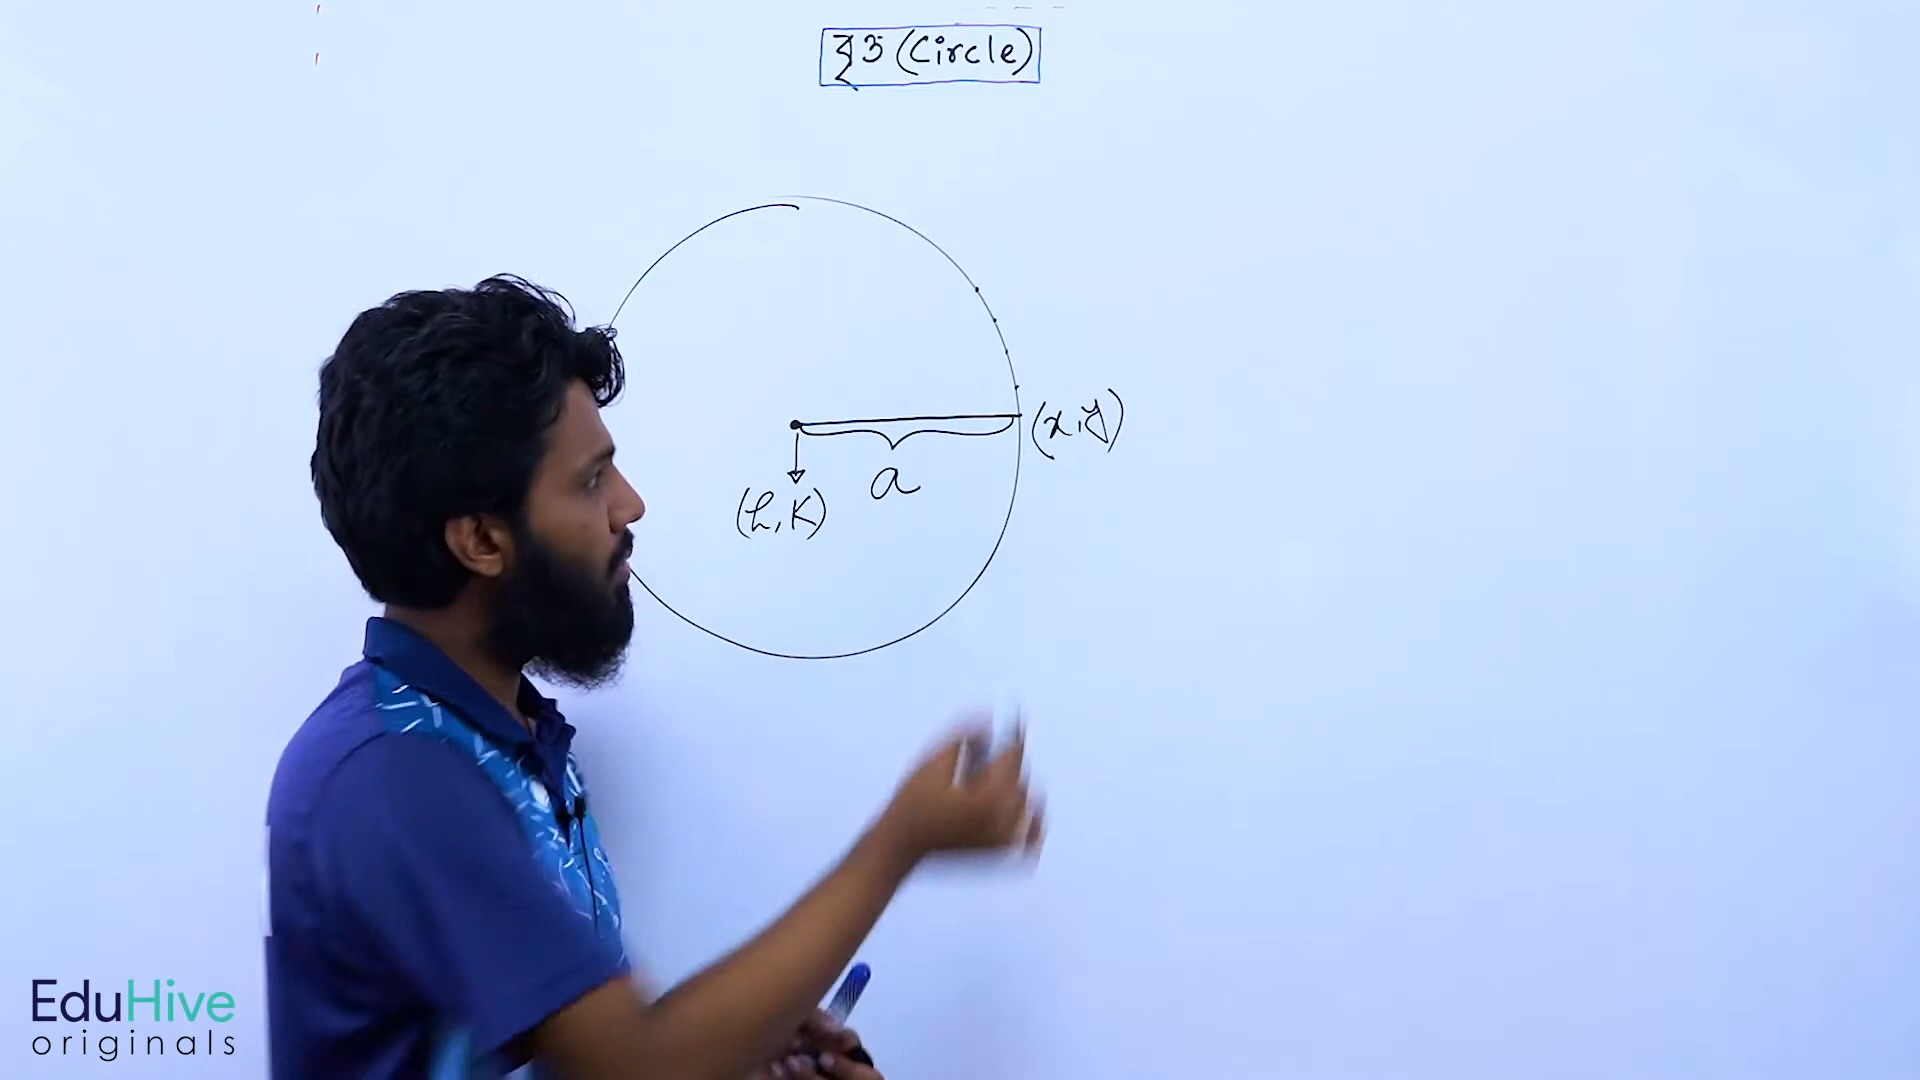 বৃত্ত (Circle)
(x,y)
a
(h,K)
EduHive
originals